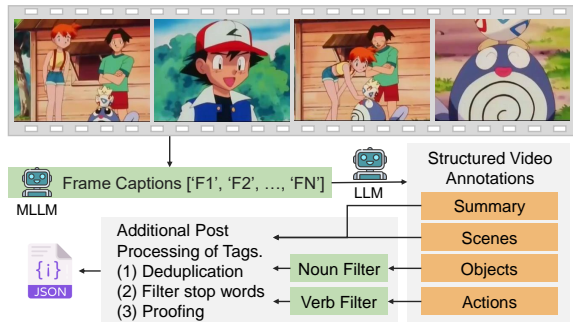 Frame Captions ['F1', 'F2', …, 'FN']
MLLM
LLM
Structured Video
Annotations
Summary
Scenes
Objects
Actions
Noun Filter
Verb Filter
Additional Post
Processing of Tags.
(1) Deduplication
(2) Filter stop words
(3) Proofing
{i}
JSON